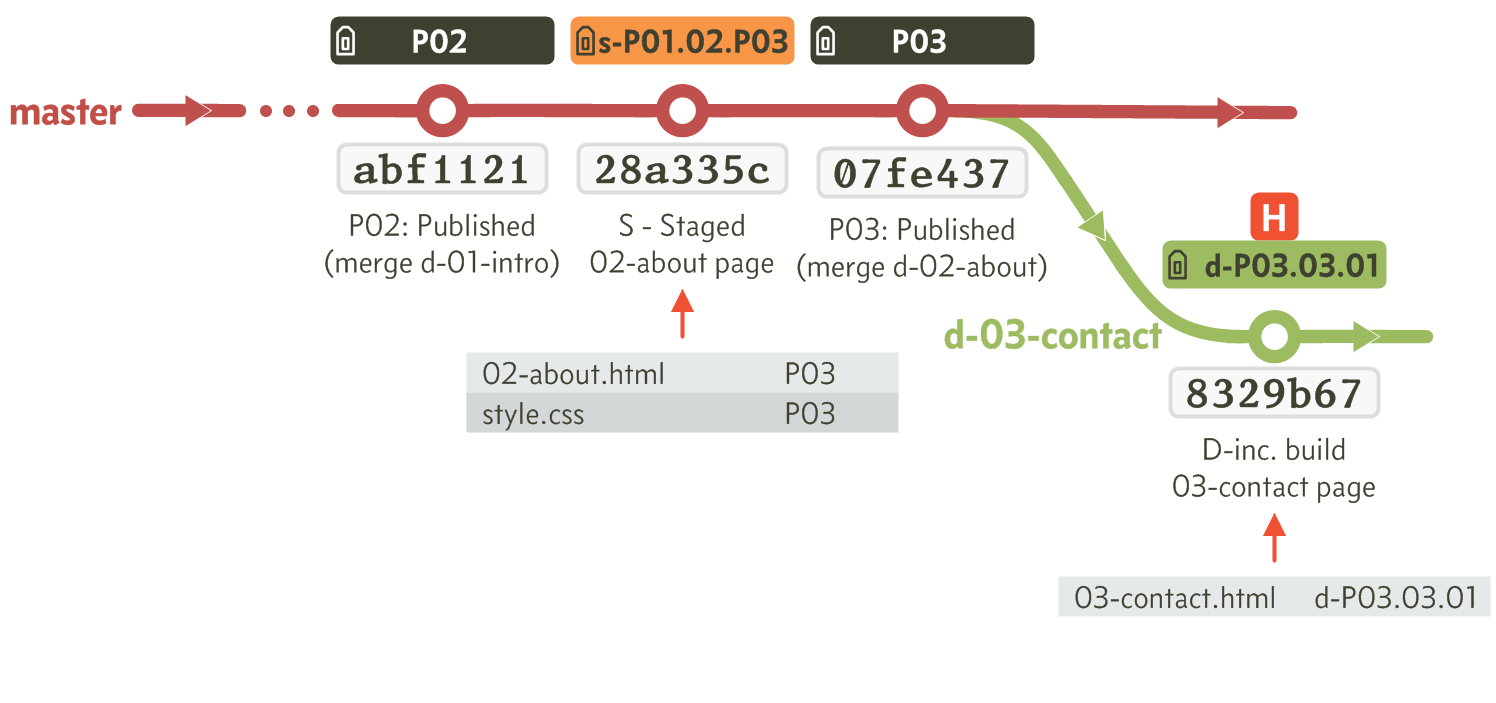 P02
s-P01.02.P03
P03
master
abf1121
28a335c
07fe437
P02: Published
(merge d-01-intro)
S - Staged
02-about page
P03: Published
(merge d-02-about)
H
d-P03.03.01
d-03-contact
02-about.html P03
style.css P03
8329b67
D-inc. build
03-contact page
03-contact.html d-P03.03.01